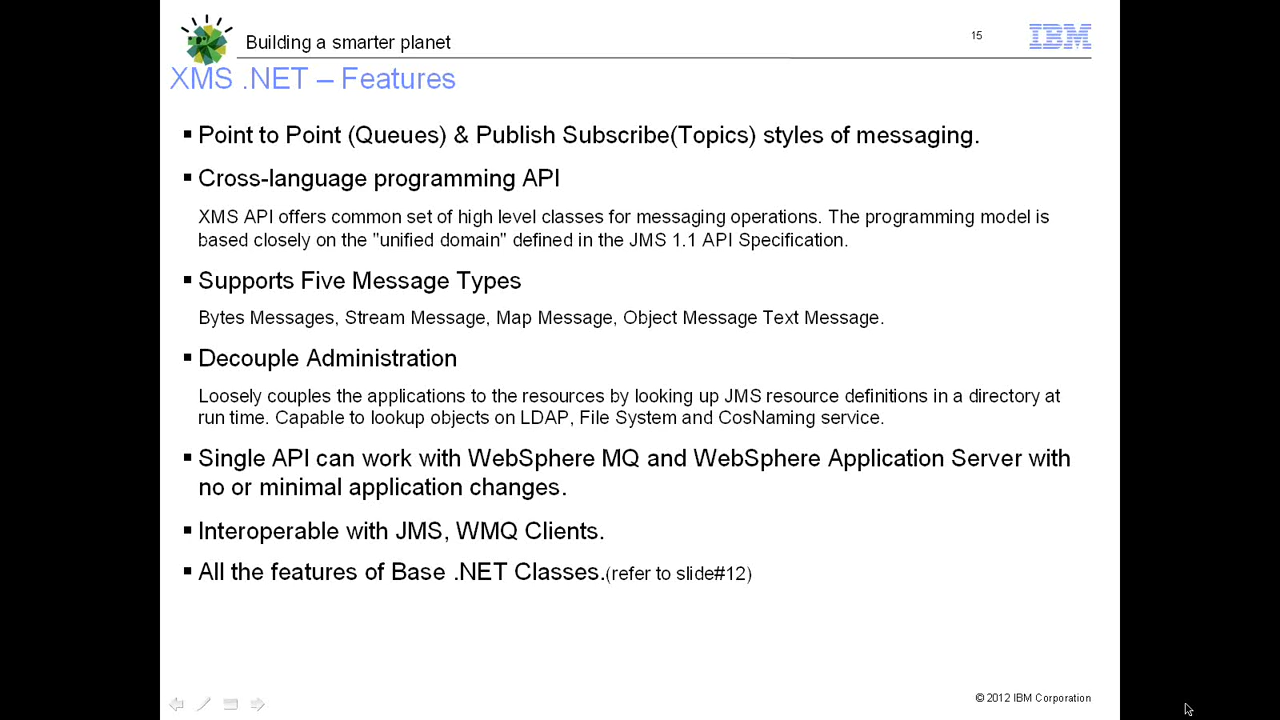 Building a smarter planet
15
IBM
XMS .NET – Features
▪ Point to Point (Queues) & Publish Subscribe(Topics) styles of messaging.
▪ Cross-language programming API
XMS API offers common set of high level classes for messaging operations. The programming model is
based closely on the "unified domain" defined in the JMS 1.1 API Specification.
▪ Supports Five Message Types
Bytes Messages, Stream Message, Map Message, Object Message Text Message.
▪ Decouple Administration
Loosely couples the applications to the resources by looking up JMS resource definitions in a directory at
run time. Capable to lookup objects on LDAP, File System and CosNaming service.
▪ Single API can work with WebSphere MQ and WebSphere Application Server with
no or minimal application changes.
▪ Interoperable with JMS, WMQ Clients.
▪ All the features of Base .NET Classes.(refer to slide#12)
© 2012 IBM Corporation